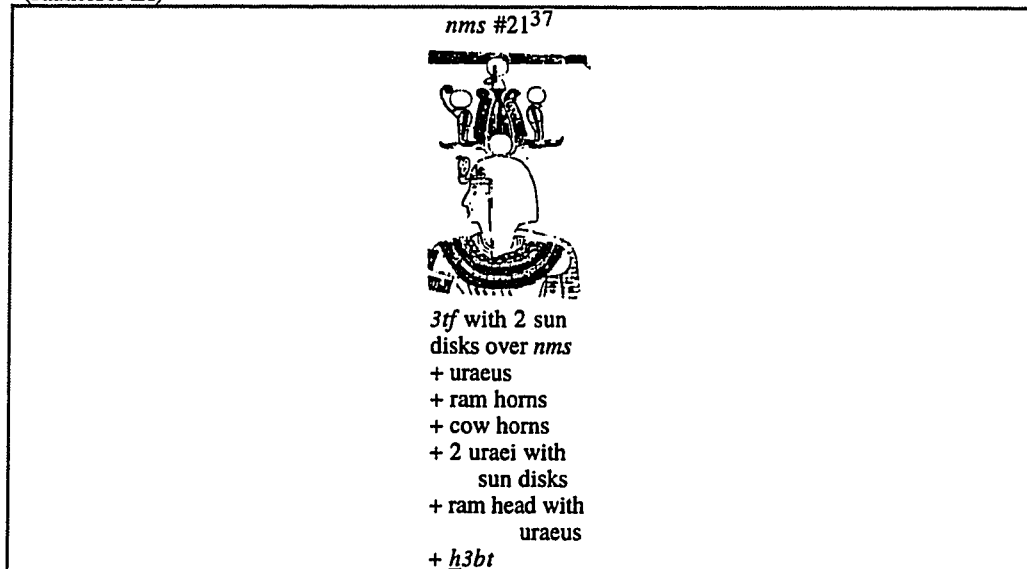 nms #21³⁷
3tf with 2 sun
disks over nms
+ uraeus
+ ram horns
+ cow horns
+ 2 uraei with
sun disks
+ ram head with
uraeus
+ ẖ3bt